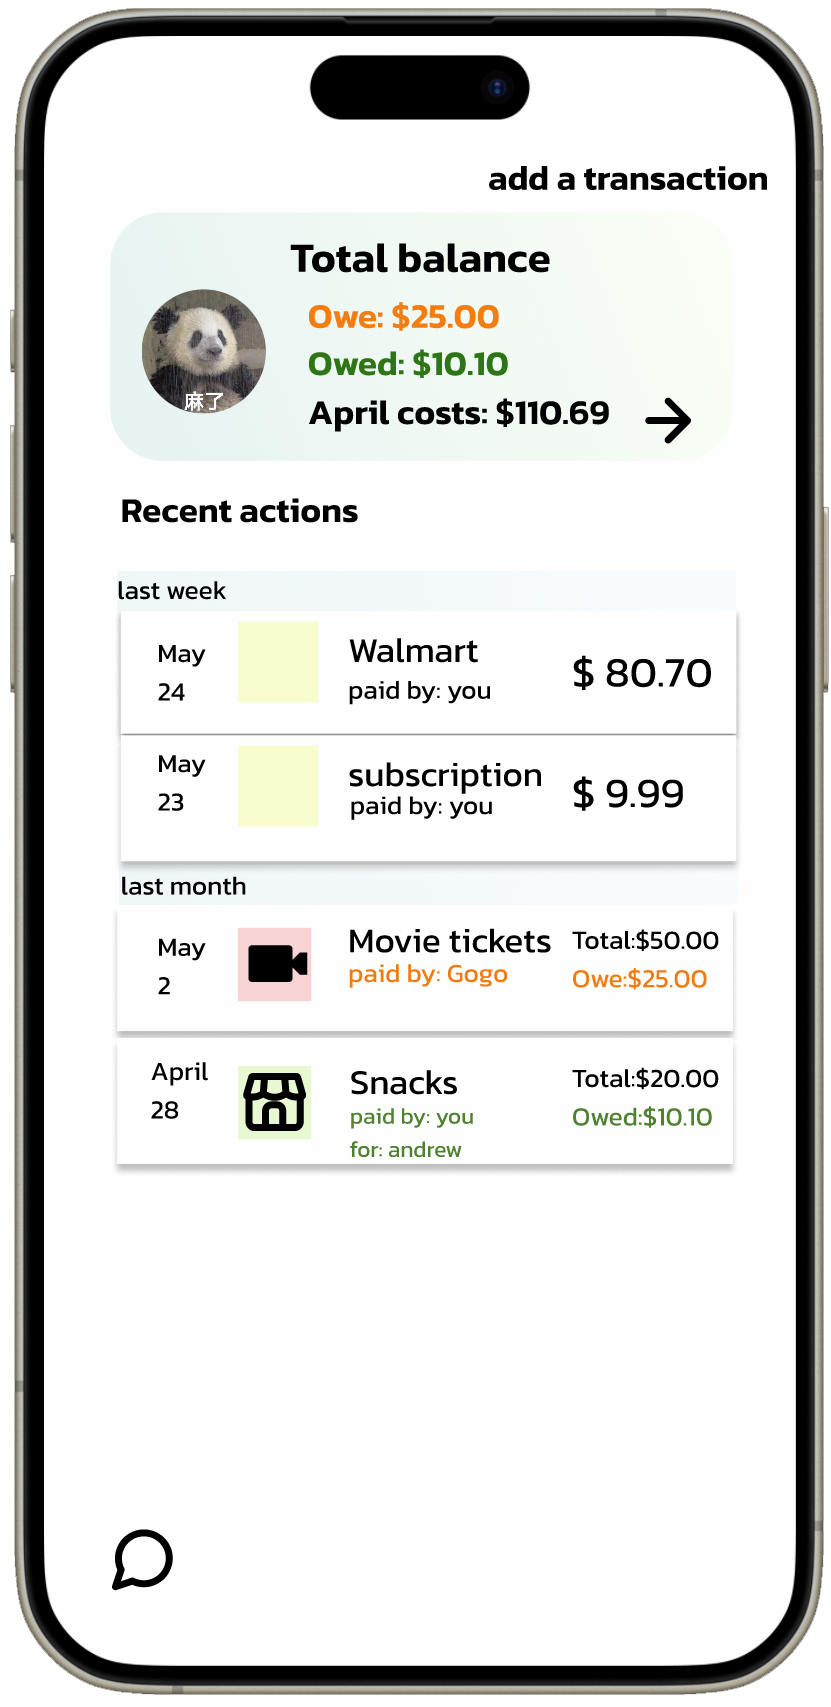 add a transaction
Total balance
Owe: $25.00
Owed: $10.10
麻了
April costs: $110.69
Recent actions
last week
May
24
Walmart
paid by: you
$ 80.70
May
23
subscription
paid by: you
$ 9.99
last month
May
2
Movie tickets
paid by: Gogo
Total:$50.00
Owe:$25.00
April
28
Snacks
paid by: you
for: andrew
Total:$20.00
Owed:$10.10